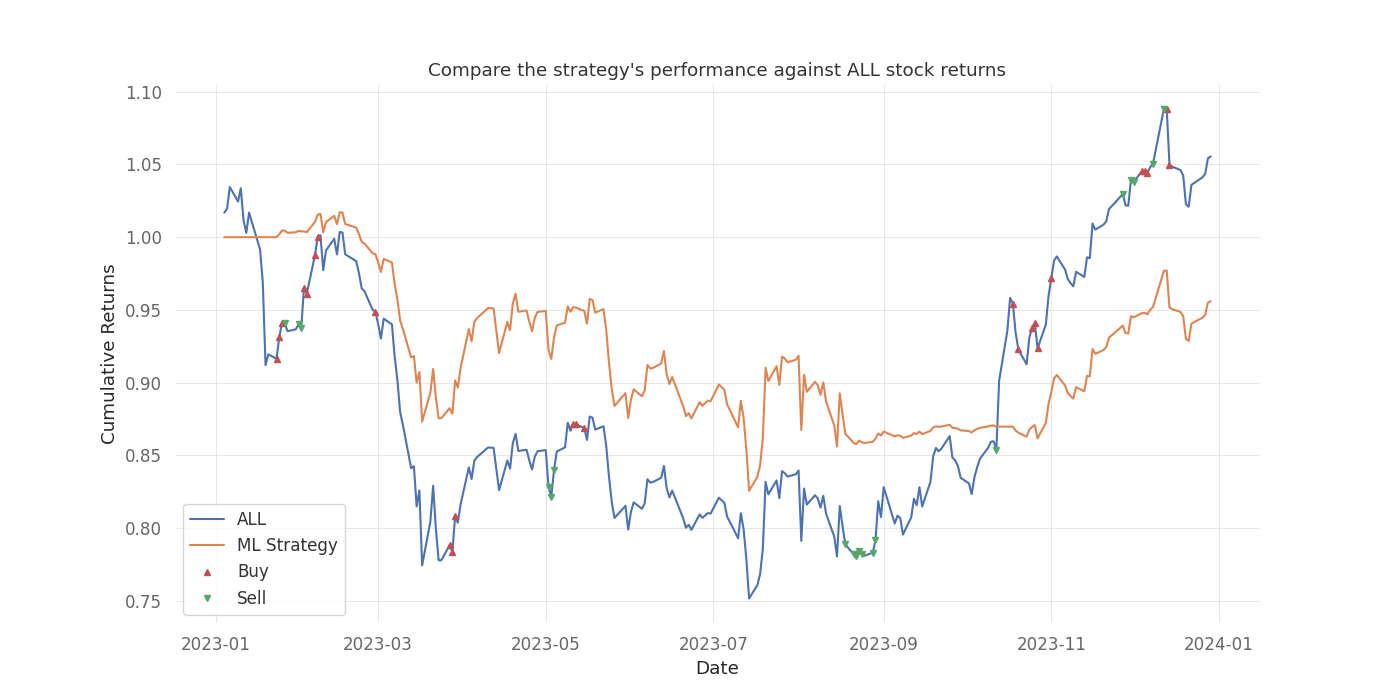 Compare the strategy's performance against ALL stock returns
1.10
1.05
1.00
0.95
0.90
0.85
0.80
0.75
Cumulative Returns
ALL
ML Strategy
Buy
Sell
2023-01
2023-03
2023-05
2023-07
2023-09
2023-11
2024-01
Date